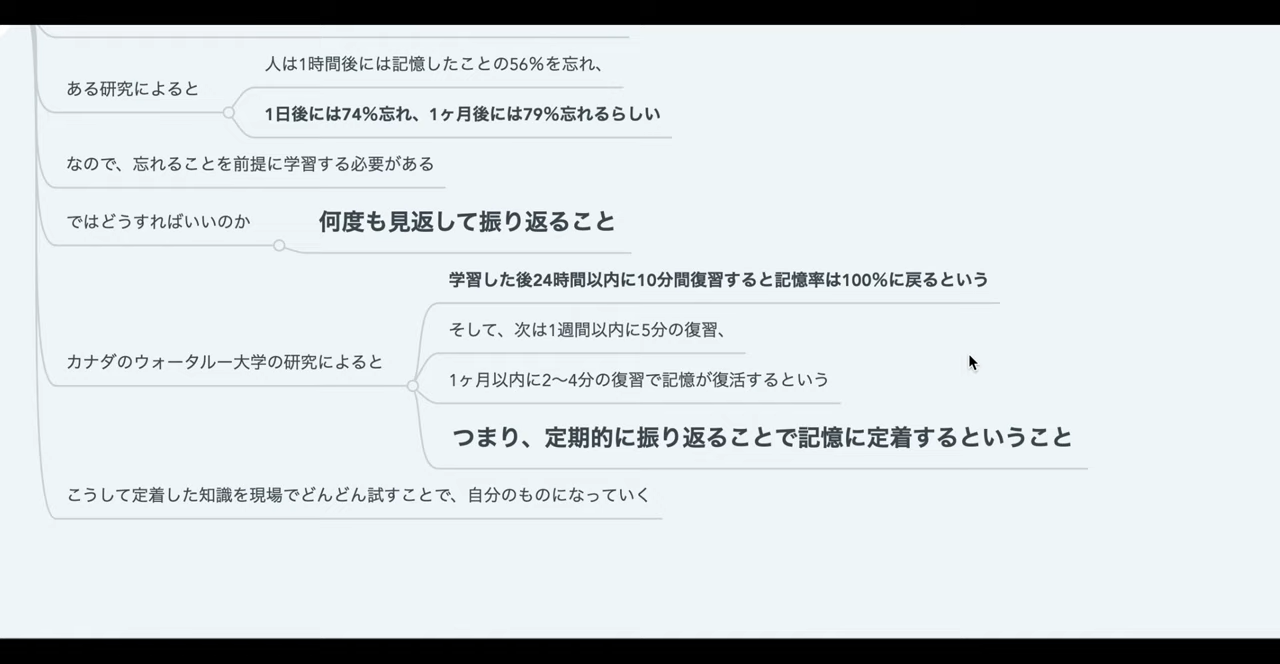 ある研究によると
人は1時間後には記憶したことの56%を忘れ、
1日後には74%忘れ、1ヶ月後には79%忘れるらしい
なので、忘れることを前提に学習する必要がある
ではどうすればいいのか
何度も見返して振り返ること
カナダのウォータルー大学の研究によると
学習した後24時間以内に10分間復習すると記憶率は100%に戻るという
そして、次は1週間以内に5分の復習、
1ヶ月以内に2〜4分の復習で記憶が復活するという
つまり、定期的に振り返ることで記憶に定着するということ
こうして定着した知識を現場でどんどん試すことで、自分のものになっていく